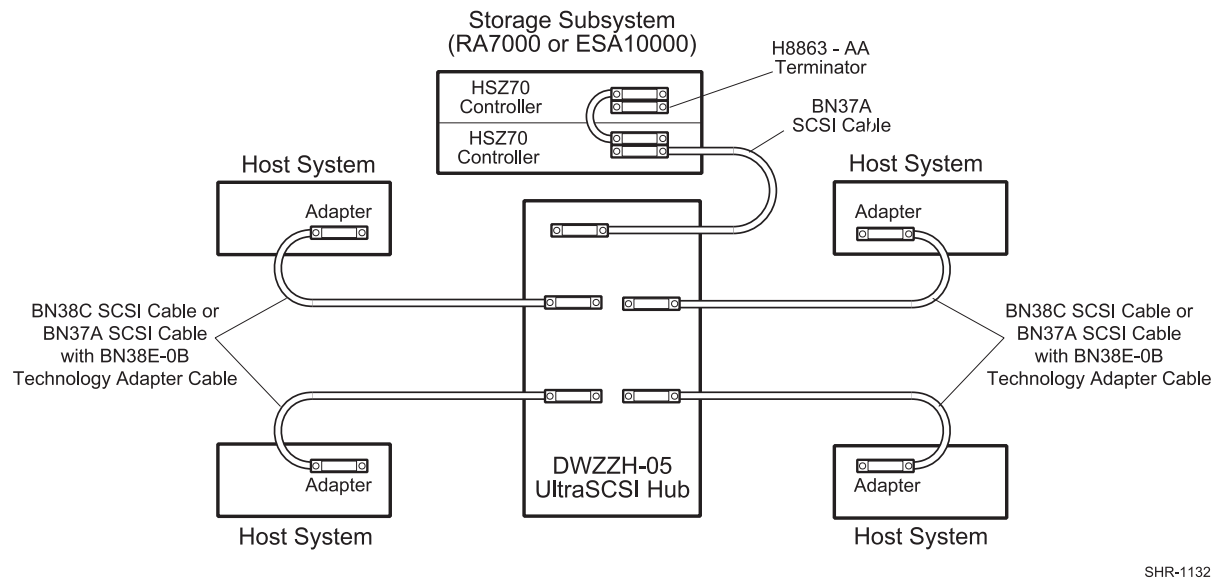 Storage Subsystem
(RA7000 or ESA10000)
H8863 - AA
Terminator
HSZ70
Controller
BN37A
SCSI Cable
HSZ70
Controller
Host System
Adapter
Host System
Adapter
BN38C SCSI Cable or
BN37A SCSI Cable
with BN38E-0B
Technology Adapter Cable
BN38C SCSI Cable or
BN37A SCSI Cable
with BN38E-0B
Technology Adapter Cable
DWZZH-05
UltraSCSI Hub
Adapter
Host System
Adapter
Host System
SHR-1132